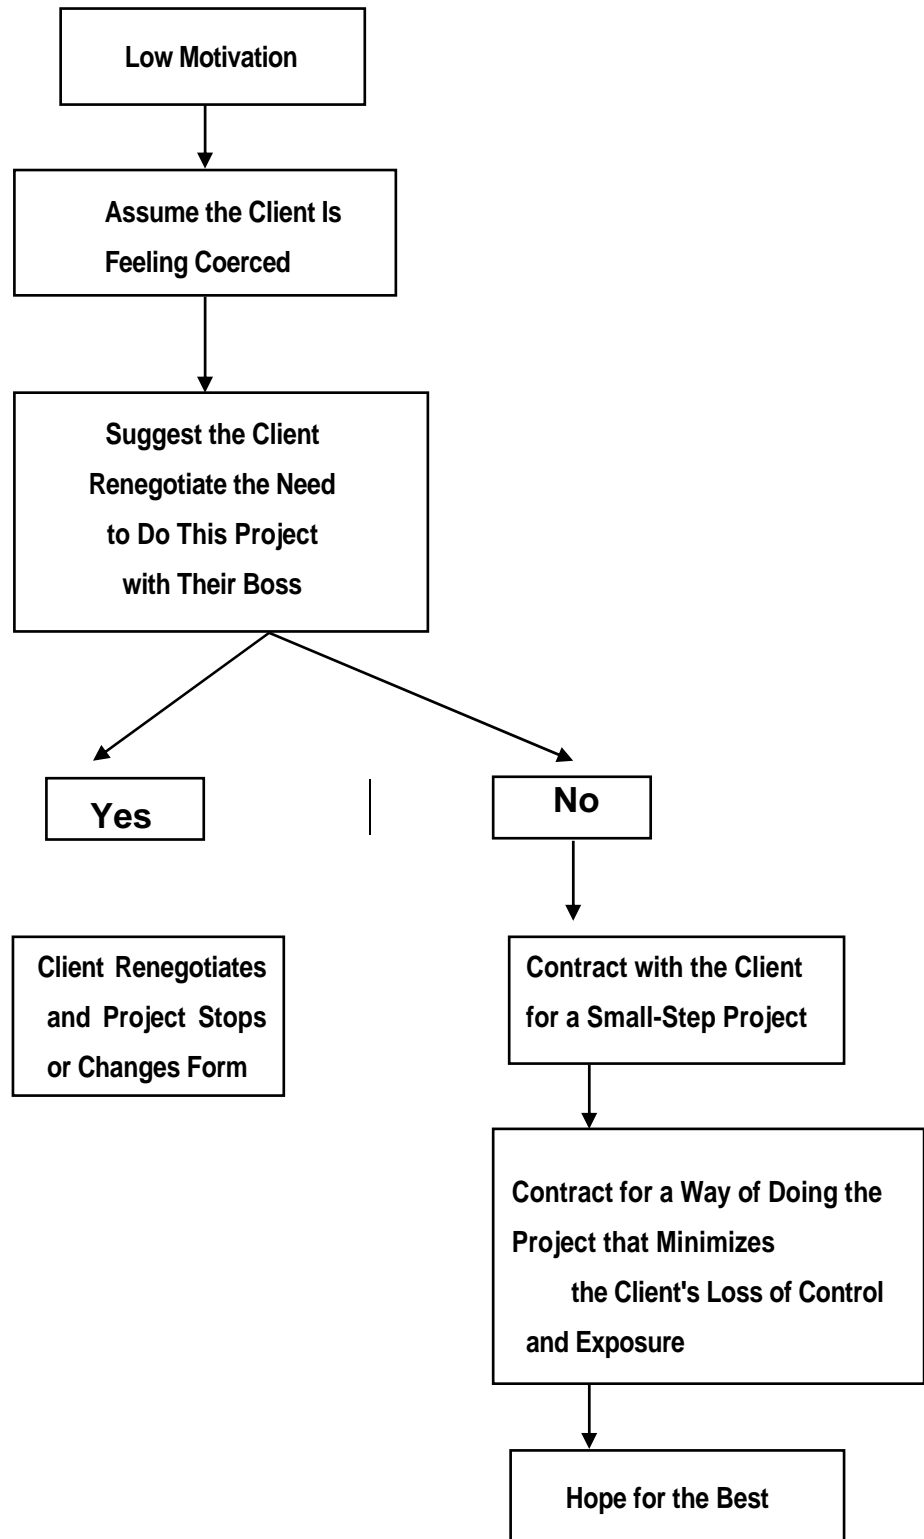 Low Motivation
Assume the Client Is
Feeling Coerced
Suggest the Client
Renegotiate the Need
to Do This Project
with Their Boss
Yes
No
Client Renegotiates
and Project Stops
or Changes Form
Contract with the Client
for a Small-Step Project
Contract for a Way of Doing the
Project that Minimizes
the Client's Loss of Control
and Exposure
Hope for the Best